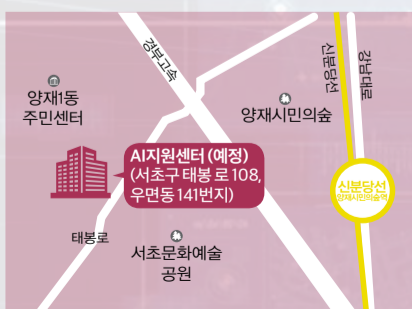 경부고속
신분당선
강남대로
양재1동
주민센터
양재시민의숲
AI지원센터 (예정)
(서초구 태봉 로 108,
우면동 141번지)
신분당선
양재시민의숲역
태봉로
서초문화예술
공원